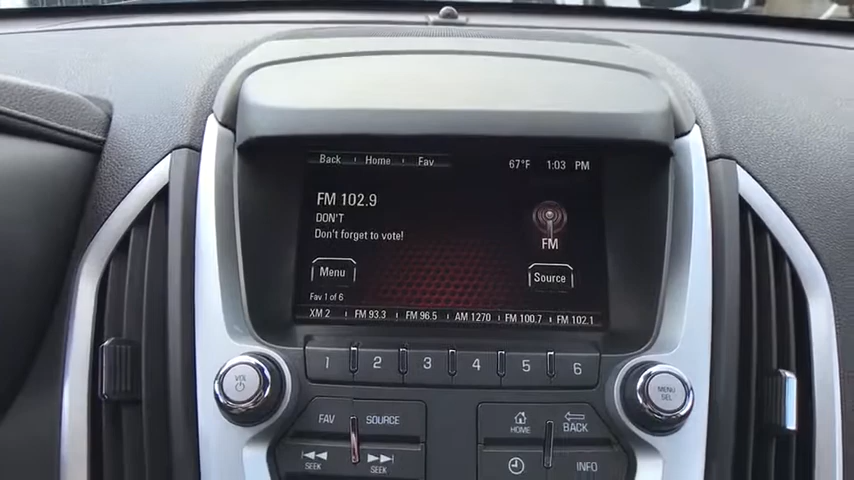 Back Home Fav 67°F 1:03 PM
FM 102.9
DON'T
Don't forget to vote!
FM
Menu Source
Fav 1 of 6
XM 2 FM 93.3 FM 96.5 AM 1270 FM 100.7 FM 102.1
1 2 3 4 5 6
VOL
MENU
SEL
FAV SOURCE
HOME BACK
SEEK SEEK
INFO